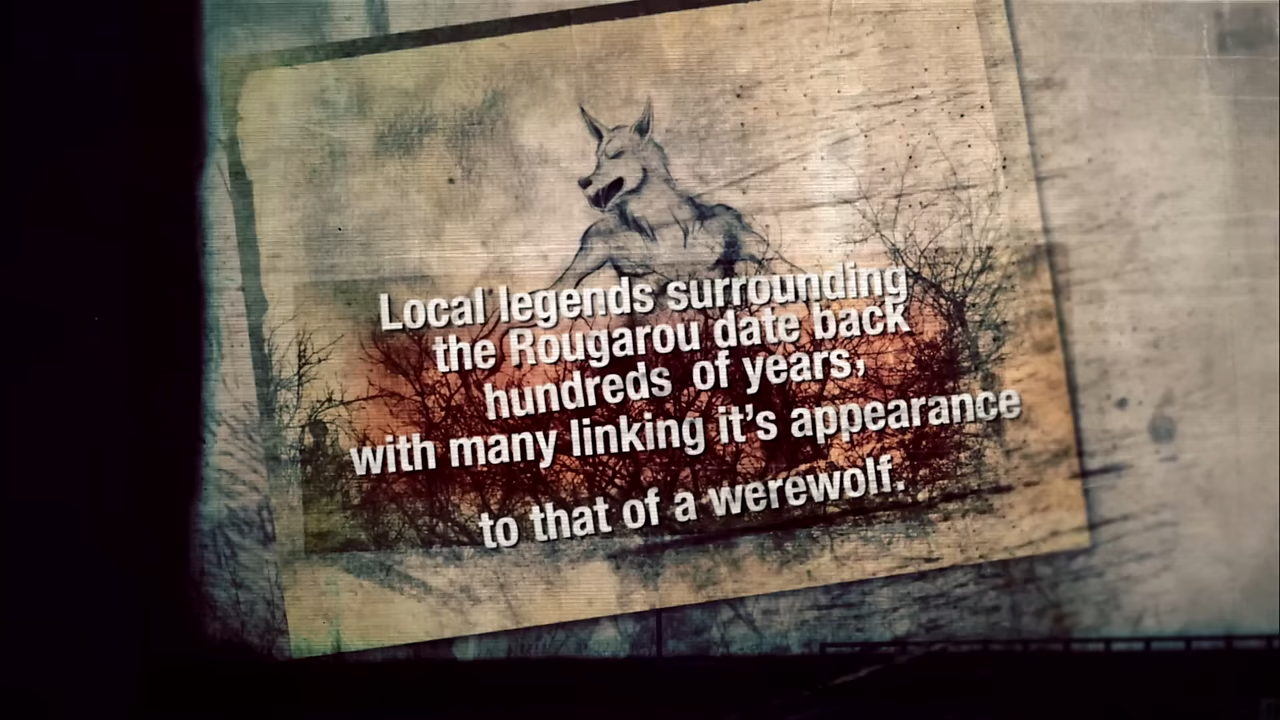 Local legends surrounding
the Rougarou date back
hundreds of years,
with many linking it’s appearance
to that of a werewolf.